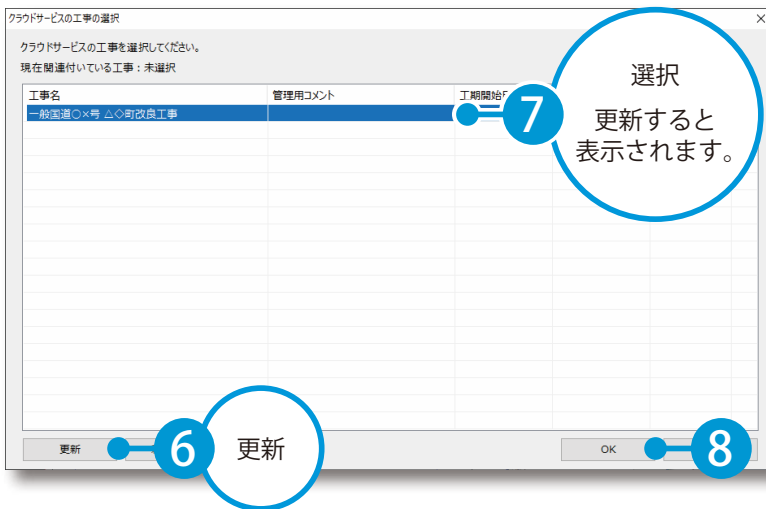 クラウドサービスの工事の選択
クラウドサービスの工事を選択してください。
現在関連付いている工事：未選択
工事名 管理用コメント 工期開始
一般国道○×号 △◇町改良工事
7
選択
更新すると
表示されます。
更新
6
更新
OK
8